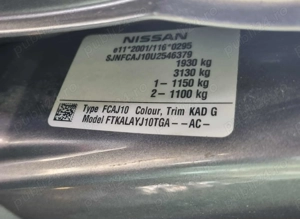 NISSAN
e11*2001/116*0295
SJNFCAJ10U2546379
1930 kg
3130 kg
1- 1150 kg
2- 1100 kg
Type FCAJ10 Colour, Trim KAD G
Model FTKALAYJ10TGA--AC-